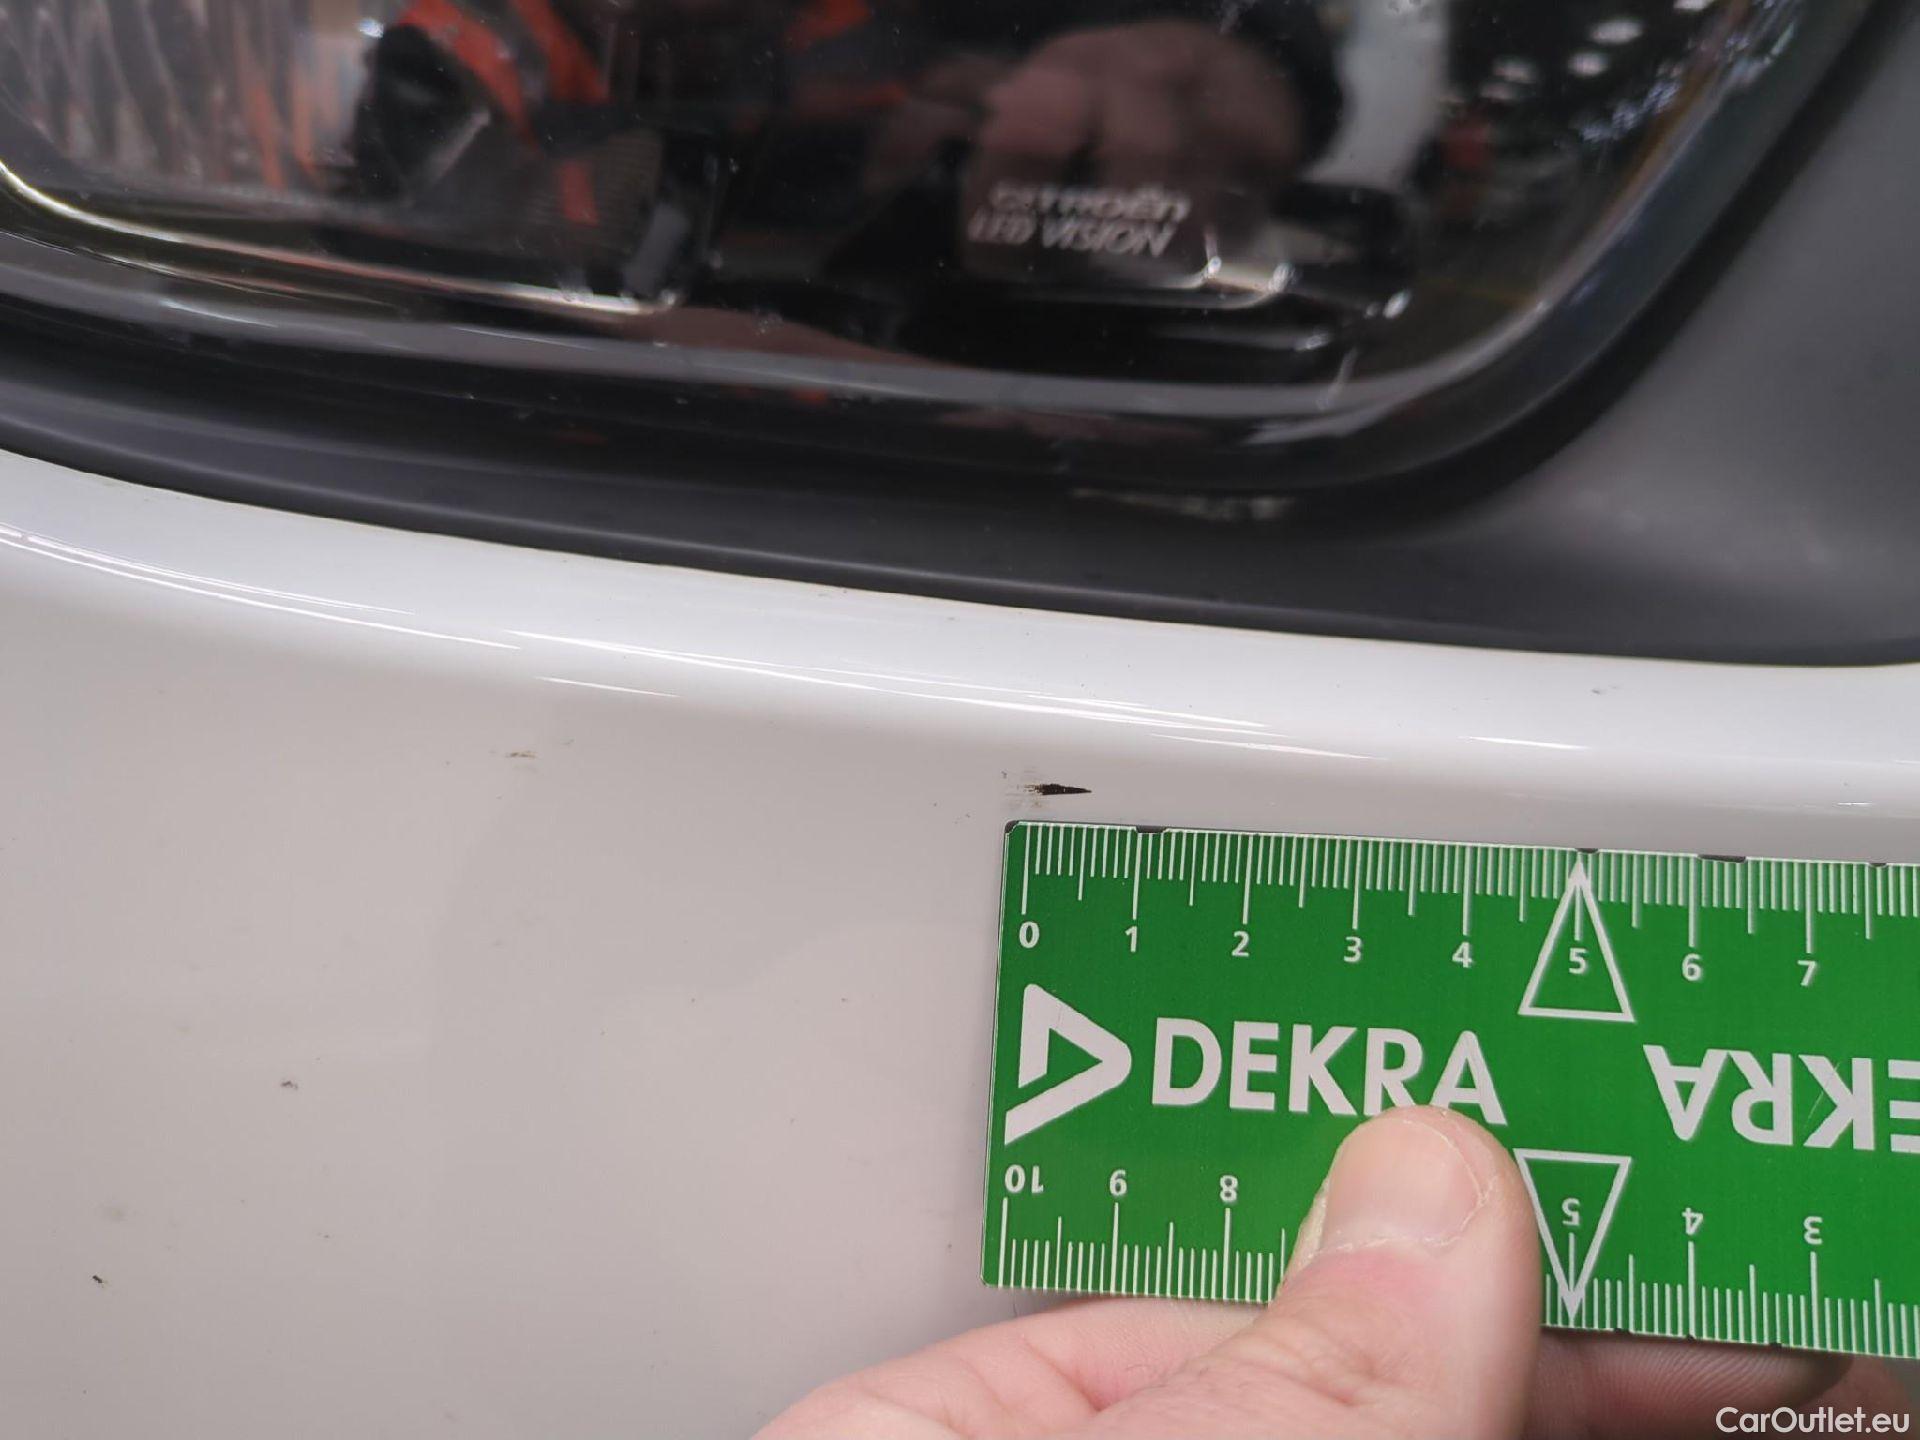 CITROËN
LED VISION
0 1 2 3 4 5 6 7
DEKRA
DEKRA
10 9 8 5 4 3
CarOutlet.eu